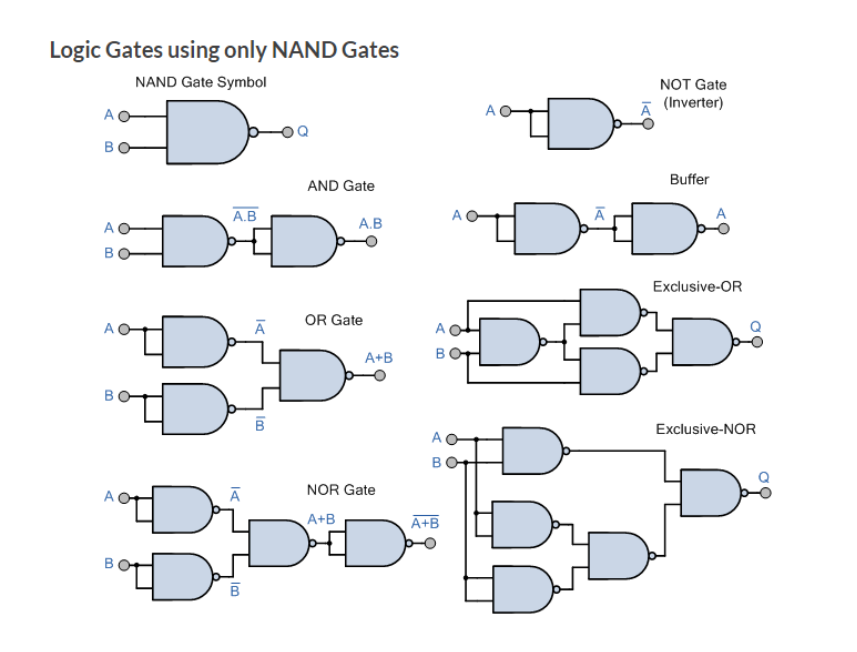 Logic Gates using only NAND Gates
NAND Gate Symbol
A
B
Q
NOT Gate
(Inverter)
A
A̅
AND Gate
A
B
A̅.̅B̅
A.B
Buffer
A
A̅
A
OR Gate
A
A̅
A+B
B
B̅
Exclusive-OR
A
B
Q
NOR Gate
A
A̅
A+B
A̅+̅B̅
B
B̅
Exclusive-NOR
A
B
Q